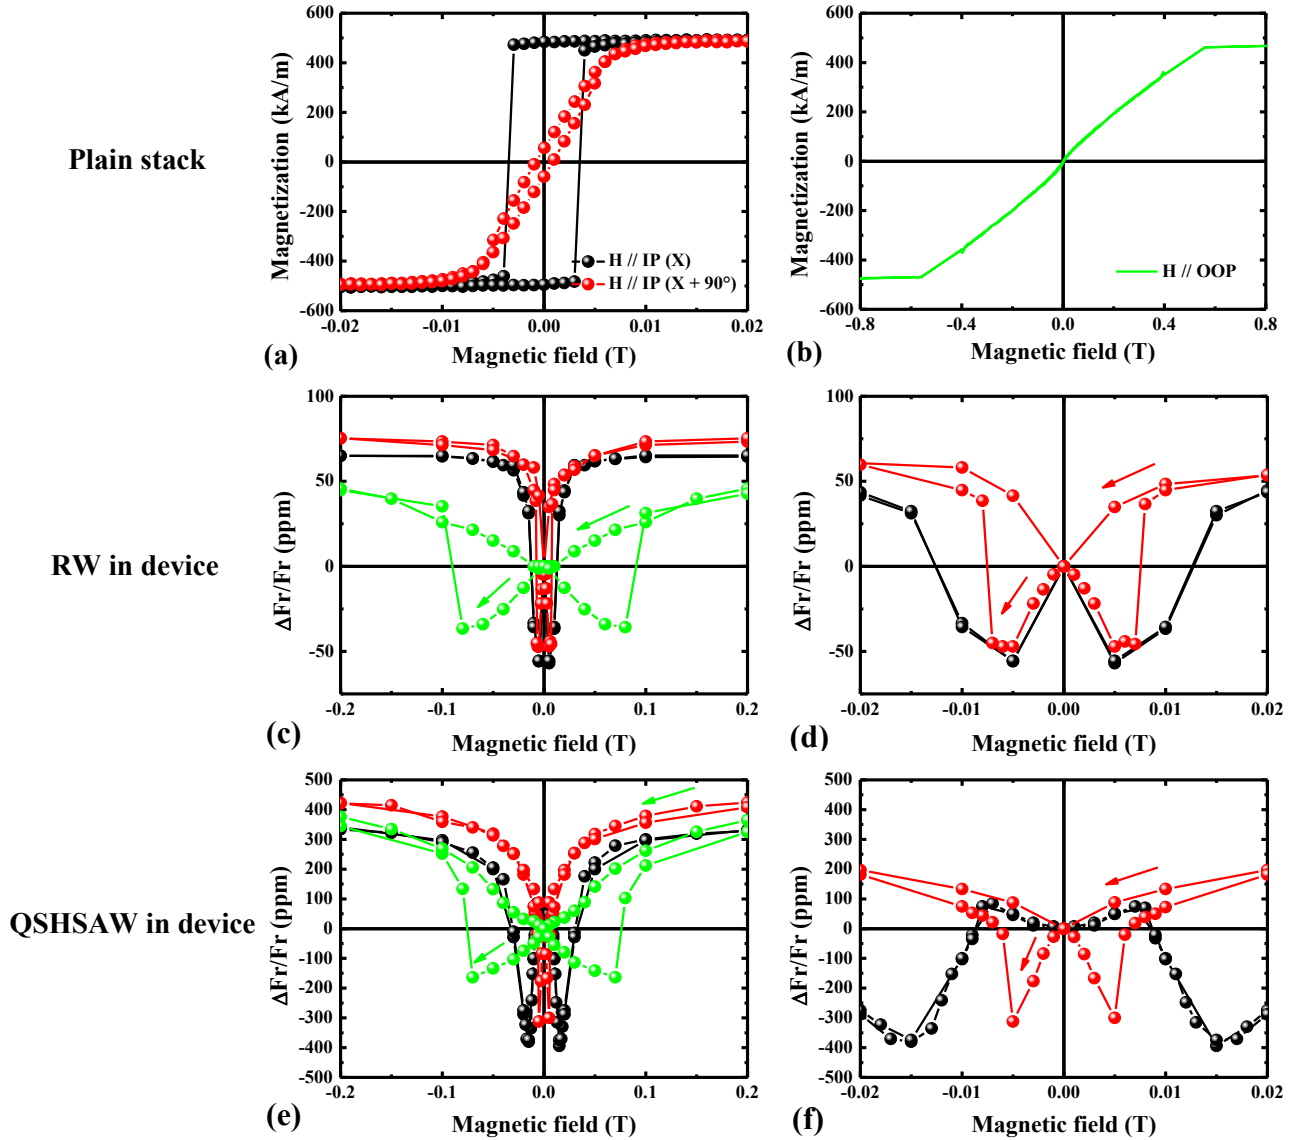 Plain stack
Magnetization (kA/m)
600
400
200
0
-200
-400
-600
H // IP (X)
H // IP (X + 90°)
-0.02 -0.01 0.00 0.01 0.02
(a)
Magnetic field (T)
Magnetization (kA/m)
600
400
200
0
-200
-400
-600
H // OOP
-0.8 -0.4 0.0 0.4 0.8
(b)
Magnetic field (T)
RW in device
ΔFr/Fr (ppm)
100
50
0
-50
-0.2 -0.1 0.0 0.1 0.2
(c)
Magnetic field (T)
ΔFr/Fr (ppm)
100
50
0
-50
-0.02 -0.01 0.00 0.01 0.02
(d)
Magnetic field (T)
QSHSAW in device
ΔFr/Fr (ppm)
500
400
300
200
100
0
-100
-200
-300
-400
-500
-0.2 -0.1 0.0 0.1 0.2
(e)
Magnetic field (T)
ΔFr/Fr (ppm)
500
400
300
200
100
0
-100
-200
-300
-400
-500
-0.02 -0.01 0.00 0.01 0.02
(f)
Magnetic field (T)